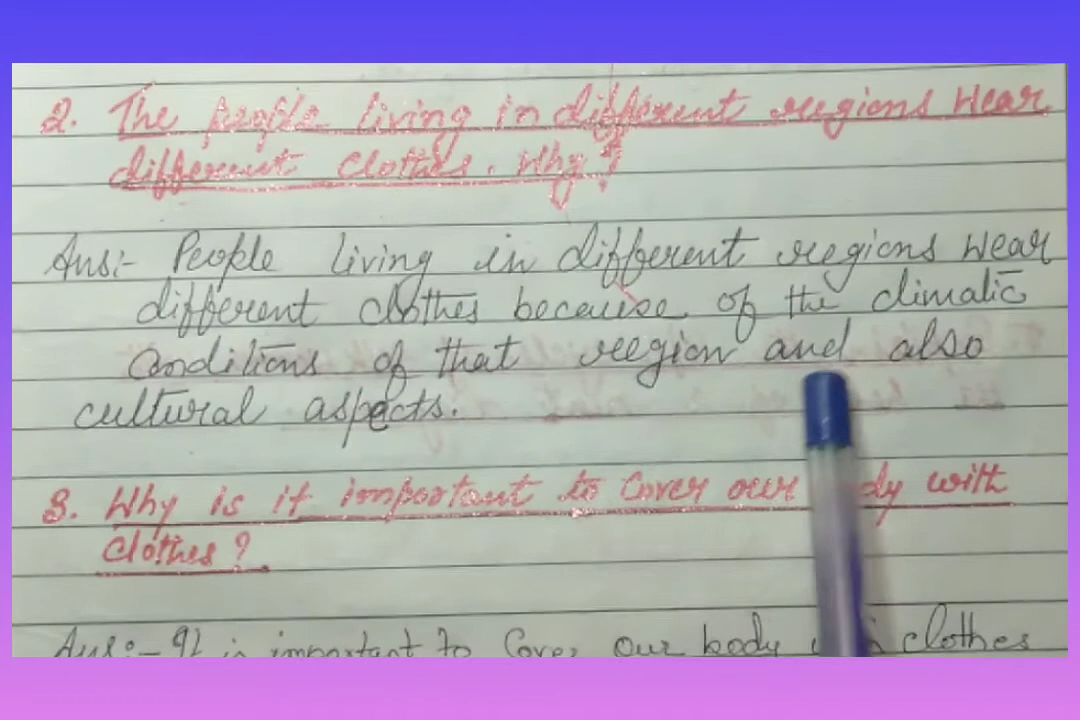 2. The people living in different regions wear
different clothes. Why?
Ans:- People living in different regions wear
different clothes because of the climatic
conditions of that region and also
cultural aspects.
3. Why is it important to cover our dy with
clothes?
Ans:- It is important to cover our body clothes